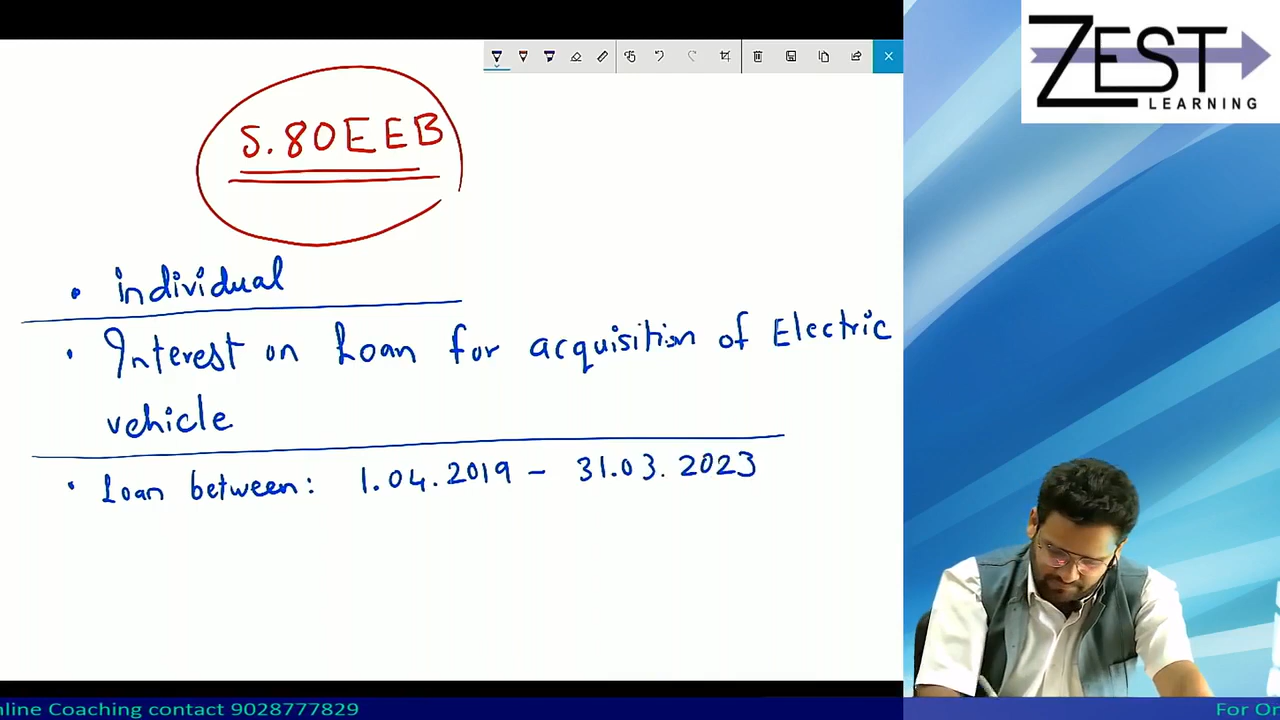 ZEST
LEARNING
S.80EEB
• individual
• Interest on Loan for acquisition of Electric
vehicle
• Loan between: 1.04.2019 - 31.03.2023
nline Coaching contact 9028777829
For On